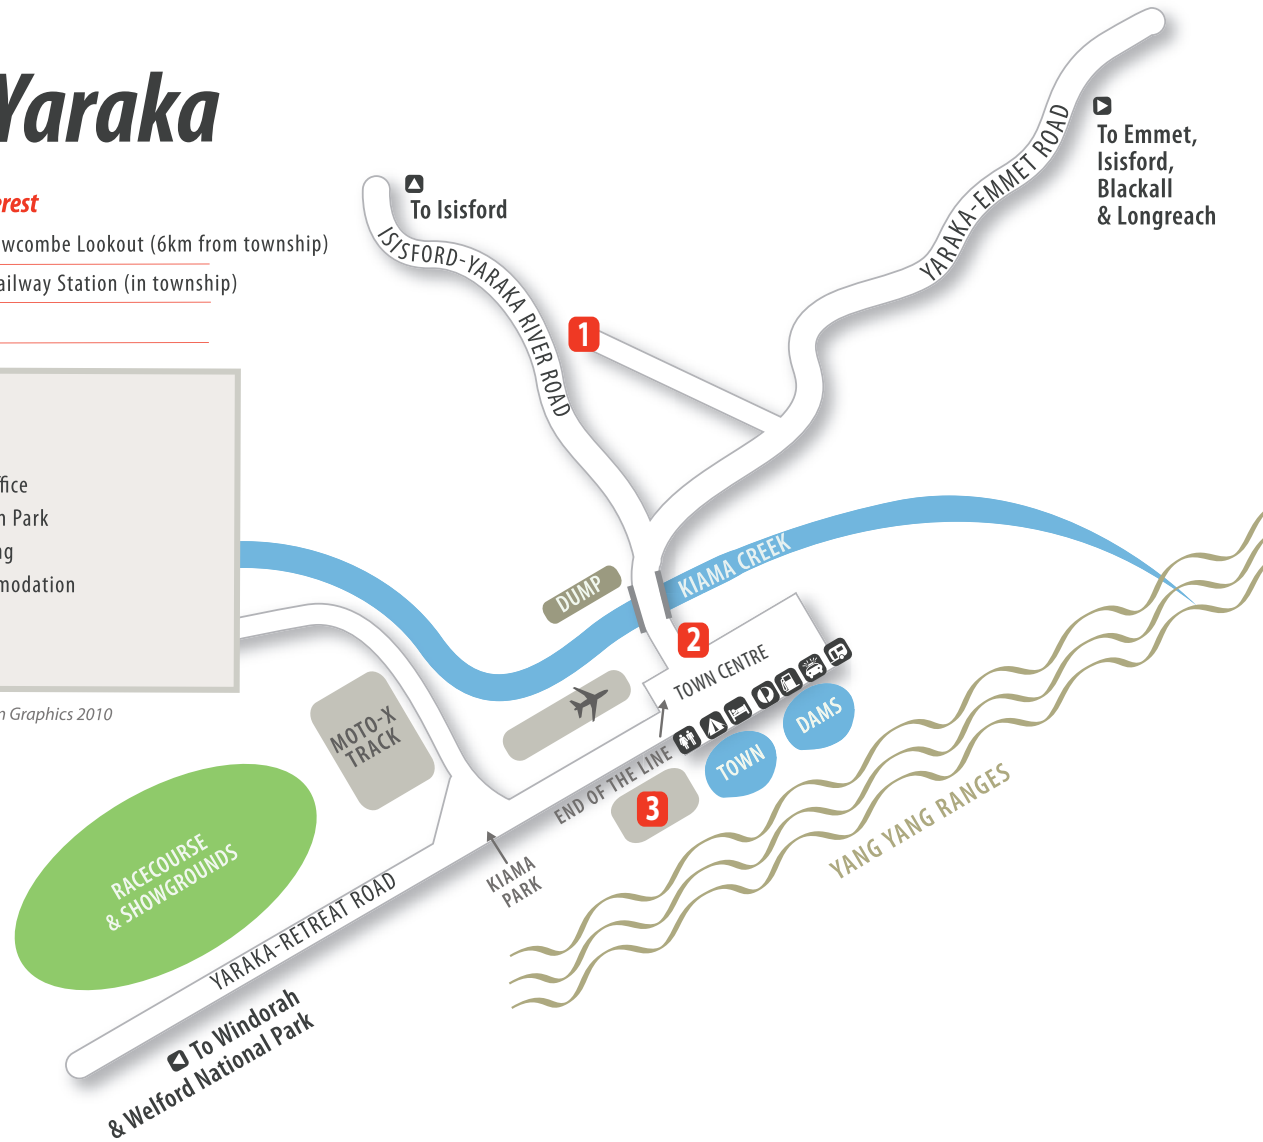 Yaraka
erest
wcombe Lookout (6km from township)
ailway Station (in township)
ffice
n Park
ng
modation
n Graphics 2010
To Isisford
ISISFORD-YARAKA RIVER ROAD
To Emmet,
Isisford,
Blackall
& Longreach
YARAKA-EMMET ROAD
1
KIAMA CREEK
DUMP
2
TOWN CENTRE
P
DAMS
TOWN
END OF THE LINE
3
MOTO-X
TRACK
RACECOURSE
& SHOWGROUNDS
KIAMA
PARK
YANG YANG RANGES
YARAKA-RETREAT ROAD
To Windorah
& Welford National Park